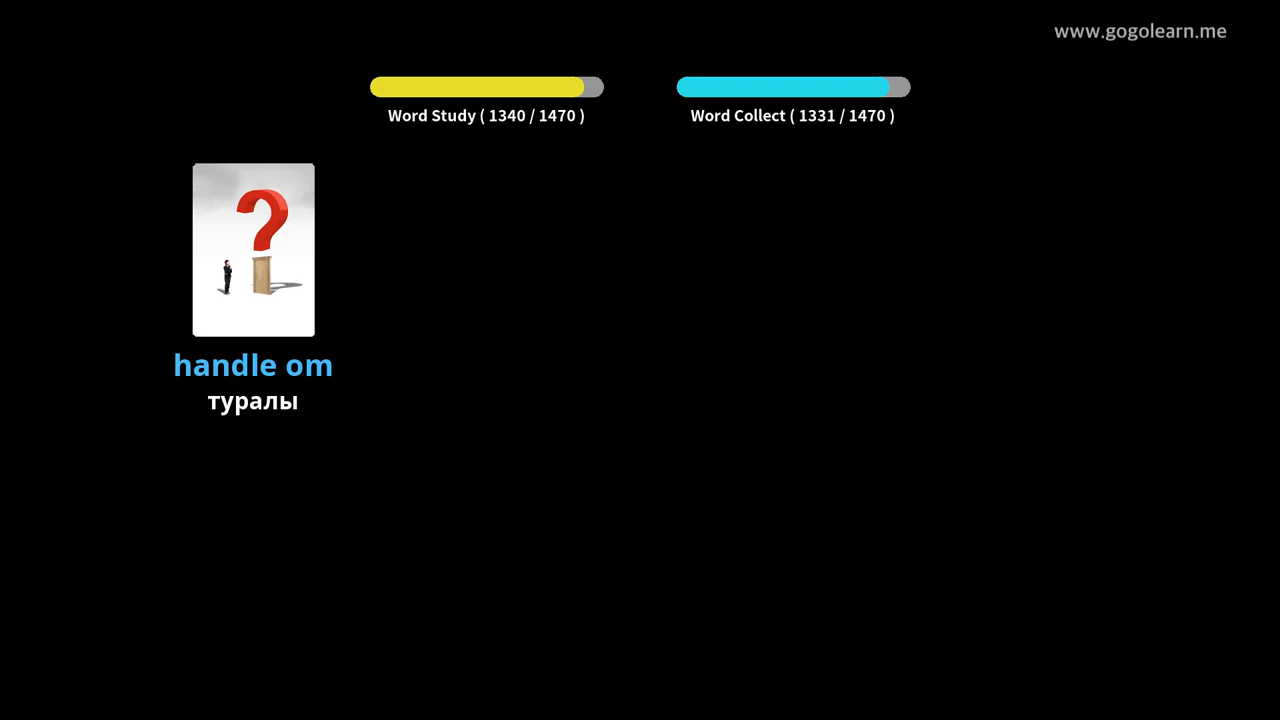 www.gogolearn.me
Word Study ( 1340 / 1470 )
Word Collect ( 1331 / 1470 )
handle om
туралы